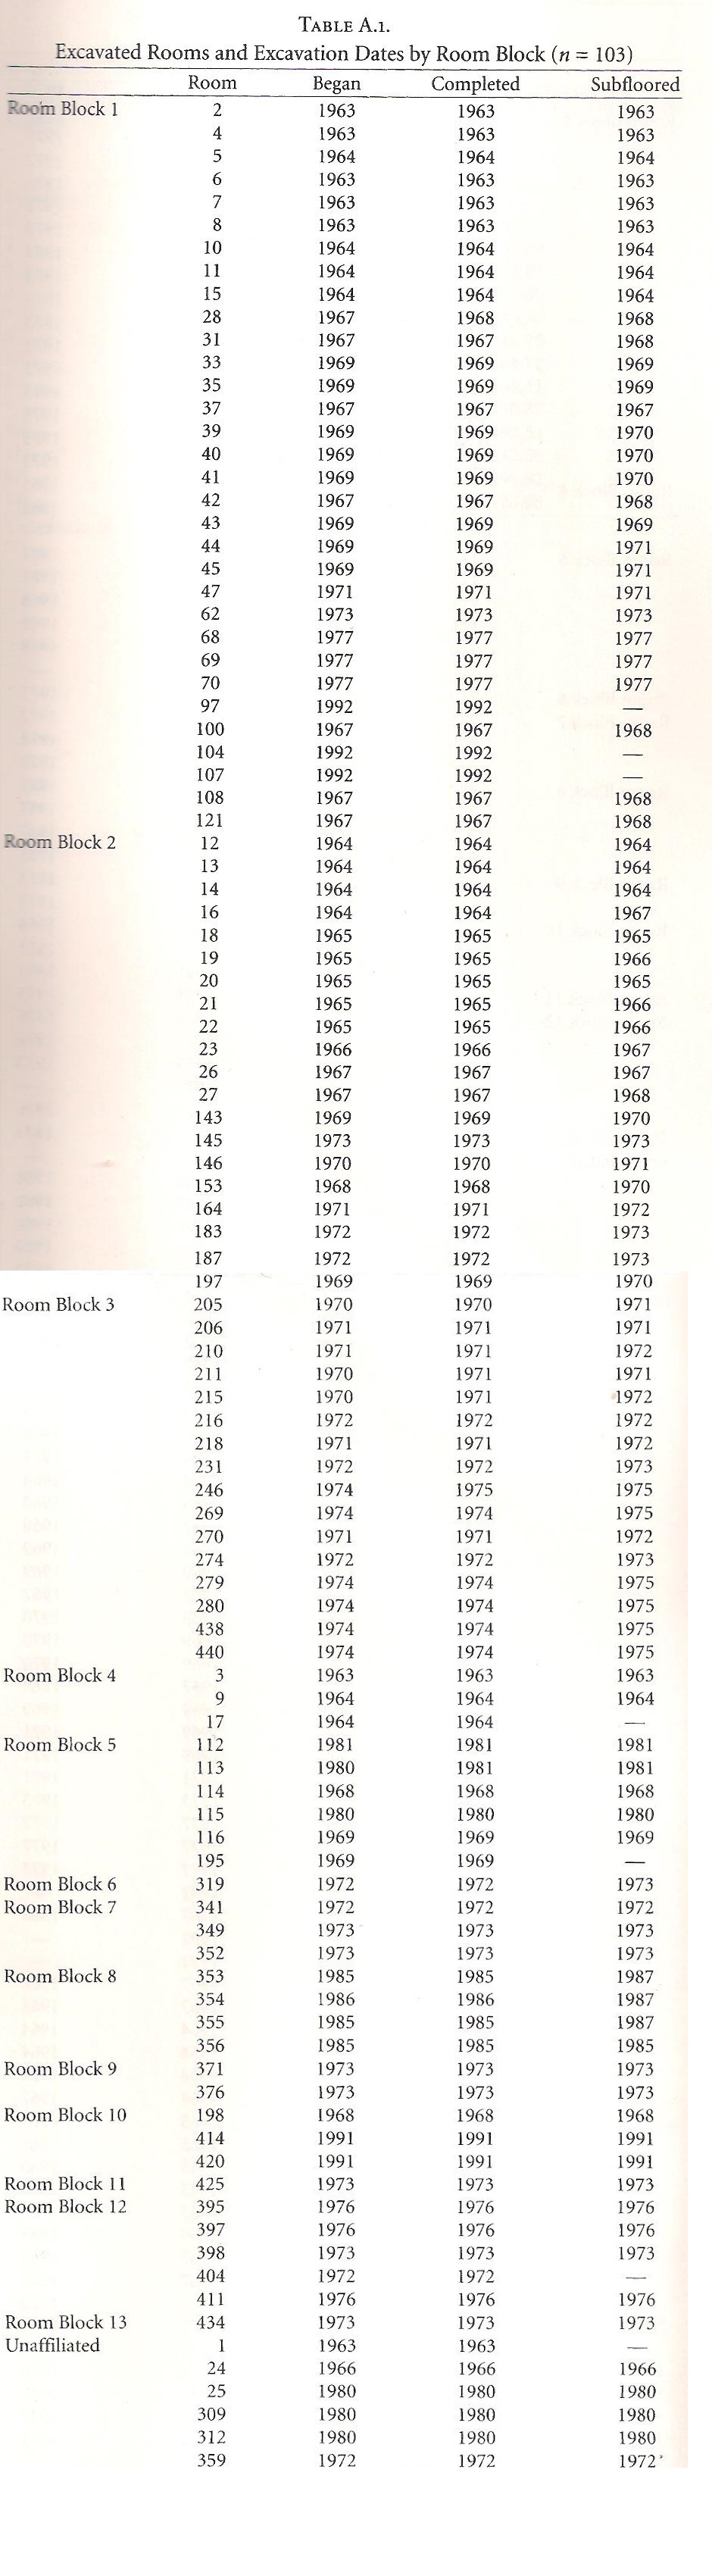 TABLE A.1.
Excavated Rooms and Excavation Dates by Room Block (n = 103)
Room Began Completed Subfloored
Room Block 1 2 1963 1963 1963
4 1963 1963 1963
5 1964 1964 1964
6 1963 1963 1963
7 1963 1963 1963
8 1963 1963 1963
10 1964 1964 1964
11 1964 1964 1964
15 1964 1964 1964
28 1967 1968 1968
31 1967 1967 1968
33 1969 1969 1969
35 1969 1969 1969
37 1967 1967 1967
39 1969 1969 1970
40 1969 1969 1970
41 1969 1969 1970
42 1967 1967 1968
43 1969 1969 1969
44 1969 1969 1971
45 1969 1969 1971
47 1971 1971 1971
62 1973 1973 1973
68 1977 1977 1977
69 1977 1977 1977
70 1977 1977 1977
97 1992 1992 —
100 1967 1967 1968
104 1992 1992 —
107 1992 1992 —
108 1967 1967 1968
121 1967 1967 1968
Room Block 2 12 1964 1964 1964
13 1964 1964 1964
14 1964 1964 1964
16 1964 1964 1967
18 1965 1965 1965
19 1965 1965 1966
20 1965 1965 1965
21 1965 1965 1966
22 1965 1965 1966
23 1966 1966 1967
26 1967 1967 1967
27 1967 1967 1968
143 1969 1969 1970
145 1973 1973 1973
146 1970 1970 1971
153 1968 1968 1970
164 1971 1971 1972
183 1972 1972 1973
187 1972 1972 1973
197 1969 1969 1970
Room Block 3 205 1970 1970 1971
206 1971 1971 1971
210 1971 1971 1972
211 1970 1971 1971
215 1970 1971 1972
216 1972 1972 1972
218 1971 1971 1972
231 1972 1972 1973
246 1974 1975 1975
269 1974 1974 1975
270 1971 1971 1972
274 1972 1972 1973
279 1974 1974 1975
280 1974 1974 1975
438 1974 1974 1975
440 1974 1974 1975
Room Block 4 3 1963 1963 1963
9 1964 1964 1964
17 1964 1964 —
Room Block 5 112 1981 1981 1981
113 1980 1981 1981
114 1968 1968 1968
115 1980 1980 1980
116 1969 1969 1969
195 1969 1969 —
Room Block 6 319 1972 1972 1973
Room Block 7 341 1972 1972 1972
349 1973 1973 1973
352 1973 1973 1973
Room Block 8 353 1985 1985 1987
354 1986 1986 1987
355 1985 1985 1987
356 1985 1985 1985
Room Block 9 371 1973 1973 1973
376 1973 1973 1973
Room Block 10 198 1968 1968 1968
414 1991 1991 1991
420 1991 1991 1991
Room Block 11 425 1973 1973 1973
Room Block 12 395 1976 1976 1976
397 1976 1976 1976
398 1973 1973 1973
404 1972 1972 —
411 1976 1976 1976
Room Block 13 434 1973 1973 1973
Unaffiliated 1 1963 1963 —
24 1966 1966 1966
25 1980 1980 1980
309 1980 1980 1980
312 1980 1980 1980
359 1972 1972 1972